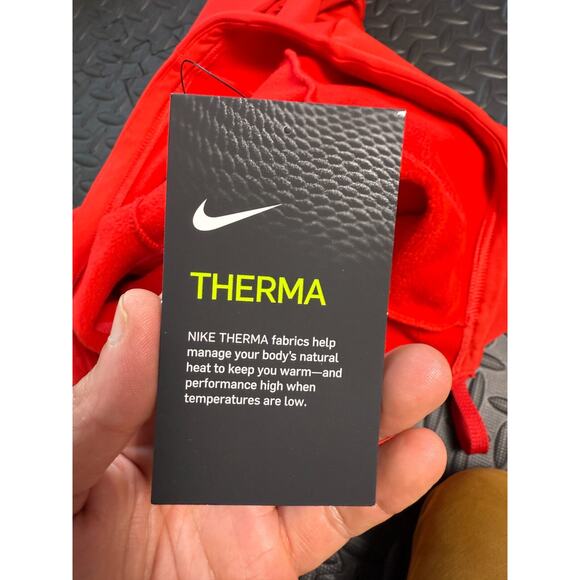 THERMA
NIKE THERMA fabrics help
manage your body's natural
heat to keep you warm—and
performance high when
temperatures are low.